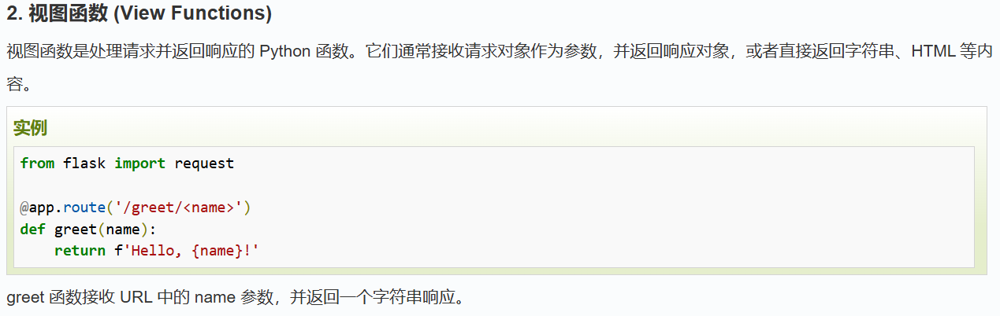 2. 视图函数 (View Functions)
视图函数是处理请求并返回响应的 Python 函数。它们通常接收请求对象作为参数，并返回响应对象，或者直接返回字符串、HTML 等内
容。
实例
from flask import request
@app.route('/greet/<name>')
def greet(name):
    return f'Hello, {name}!'
greet 函数接收 URL 中的 name 参数，并返回一个字符串响应。